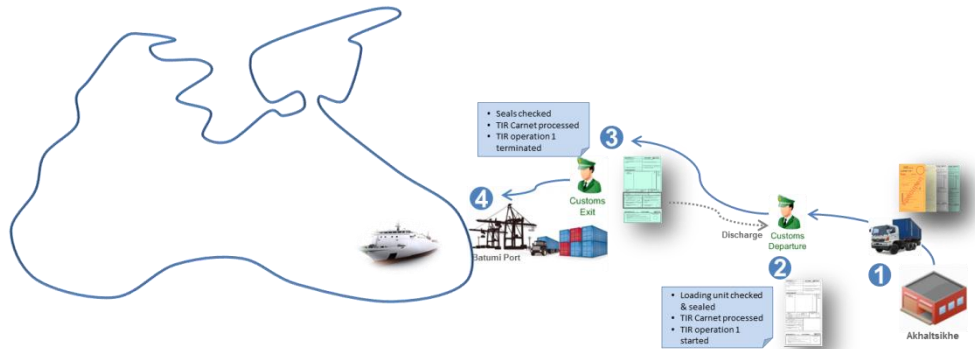 • Seals checked
• TIR Carnet processed
• TIR operation 1
terminated
3
4
Customs
Exit
Batumi Port
Discharge
Customs
Departure
2
1
• Loading unit checked
& sealed
• TIR Carnet processed
• TIR operation 1
started
Akhaltsikhe